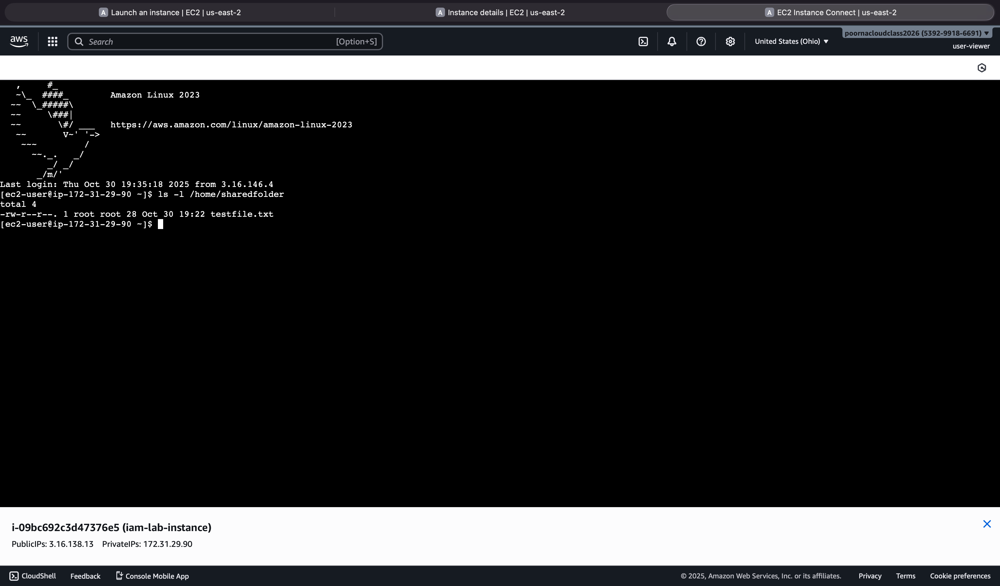 A Launch an instance | EC2 | us-east-2
A Instance details | EC2 | us-east-2
A EC2 Instance Connect | us-east-2
aws
Search [Option+S]
United States (Ohio)
poornacloudclass2026 (5392-9918-6691)
user-viewer
   ,     #_
   ~\_  ####_        Amazon Linux 2023
  ~~  \_#####\
  ~~     \###|
  ~~       \#/ ___   https://aws.amazon.com/linux/amazon-linux-2023
   ~~       V~' '->
    ~~~         /
      ~~._.   _/
         _/ _/
       _/m/'
Last login: Thu Oct 30 19:35:18 2025 from 3.16.146.4
[ec2-user@ip-172-31-29-90 ~]$ ls -l /home/sharedfolder
total 4
-rw-r--r--. 1 root root 28 Oct 30 19:22 testfile.txt
[ec2-user@ip-172-31-29-90 ~]$
i-09bc692c3d47376e5 (iam-lab-instance)
PublicIPs: 3.16.138.13 PrivateIPs: 172.31.29.90
CloudShell Feedback Console Mobile App © 2025, Amazon Web Services, Inc. or its affiliates. Privacy Terms Cookie preferences